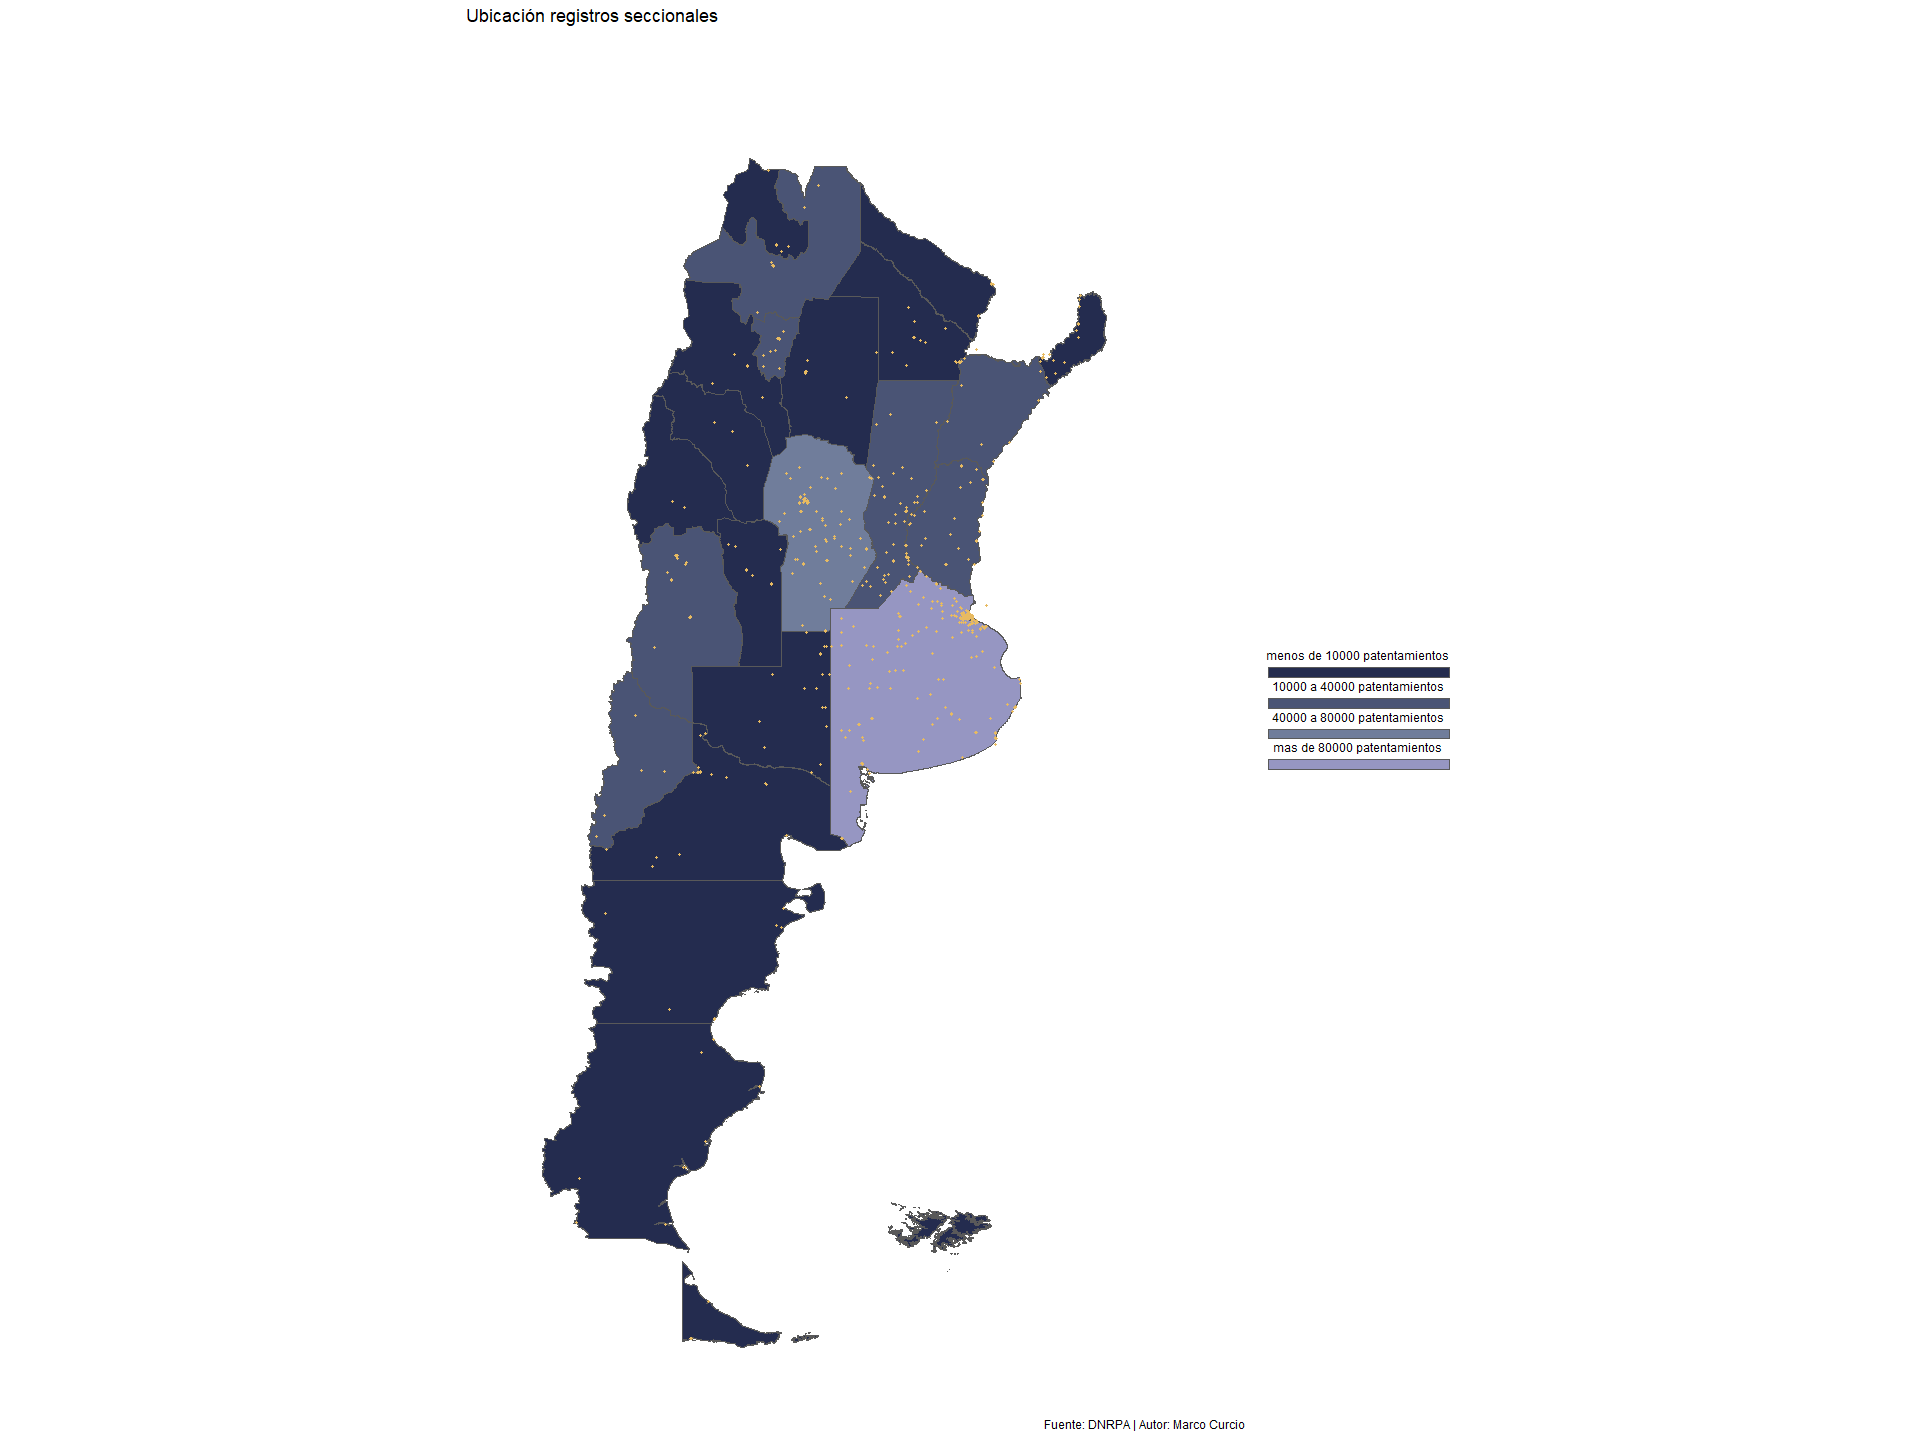 Ubicación registros seccionales
menos de 10000 patentamientos
10000 a 40000 patentamientos
40000 a 80000 patentamientos
mas de 80000 patentamientos
Fuente: DNRPA | Autor: Marco Curcio